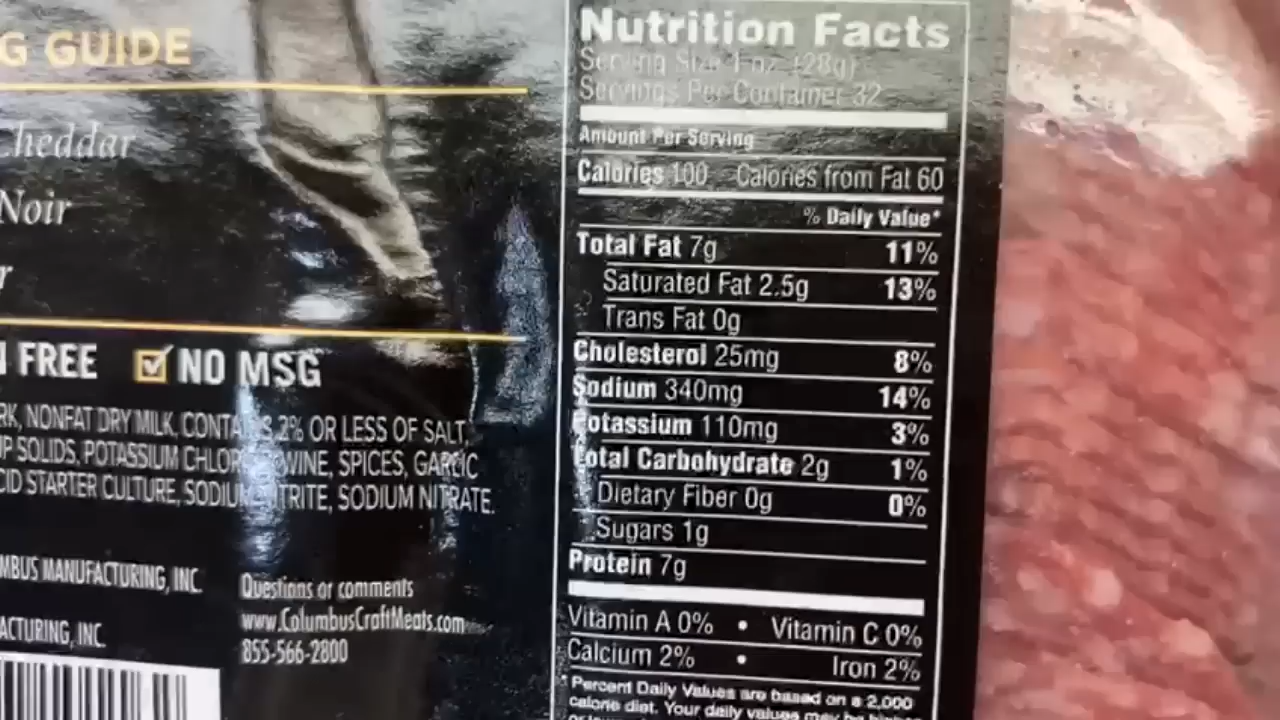 G GUIDE
Cheddar
Noir
r
FREE ☑ NO MSG
RK, NONFAT DRY MILK. CONTAINS 2% OR LESS OF SALT,
UP SOLIDS, POTASSIUM CHLOR WINE, SPICES, GARLIC
CID STARTER CULTURE, SODIUM NITRITE, SODIUM NITRATE.
MBUS MANUFACTURING, INC.
ACTURING, INC.
Questions or comments
www.ColumbusCraftMeats.com
855-566-2800
Nutrition Facts
Serving Size 1 oz (28g)
Servings Per Container 32
Amount Per Serving
Calories 100 Calories from Fat 60
% Daily Value*
Total Fat 7g 11%
Saturated Fat 2.5g 13%
Trans Fat 0g
Cholesterol 25mg 8%
Sodium 340mg 14%
Potassium 110mg 3%
Total Carbohydrate 2g 1%
Dietary Fiber 0g 0%
Sugars 1g
Protein 7g
Vitamin A 0% • Vitamin C 0%
Calcium 2% • Iron 2%
*Percent Daily Values are based on a 2,000
calorie diet. Your daily values may be higher